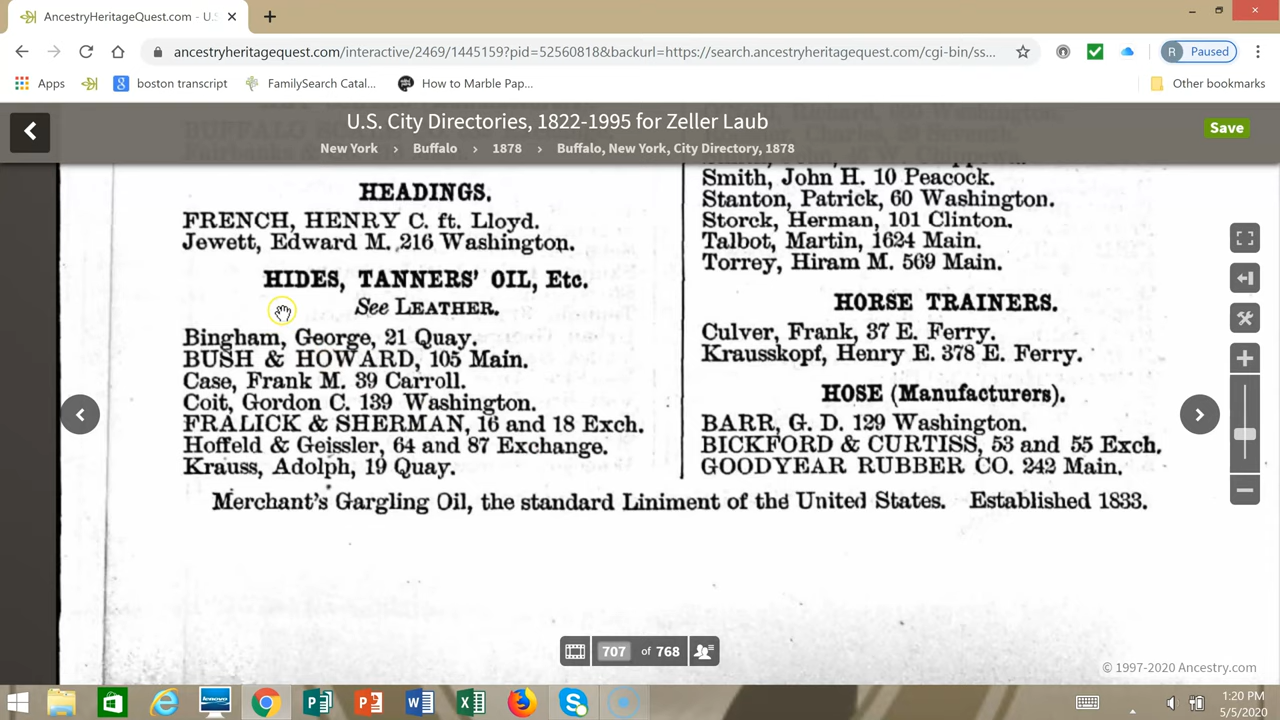 AncestryHeritageQuest.com - U.S
ancestryheritagequest.com/interactive/2469/1445159?pid=52560818&backurl=https://search.ancestryheritagequest.com/cgi-bin/ss...
R Paused
Apps
boston transcript
FamilySearch Catal...
How to Marble Pap...
Other bookmarks
U.S. City Directories, 1822-1995 for Zeller Laub
New York > Buffalo > 1878 > Buffalo, New York, City Directory, 1878
Save
HEADINGS.
FRENCH, HENRY C. ft. Lloyd.
Jewett, Edward M. 216 Washington.
HIDES, TANNERS' OIL, Etc.
See LEATHER.
Bingham, George, 21 Quay.
BUSH & HOWARD, 105 Main.
Case, Frank M. 39 Carroll.
Coit, Gordon C. 139 Washington.
FRALICK & SHERMAN, 16 and 18 Exch.
Hoffeld & Geissler, 64 and 87 Exchange.
Krauss, Adolph, 19 Quay.
Smith, John H. 10 Peacock.
Stanton, Patrick, 60 Washington.
Storck, Herman, 101 Clinton.
Talbot, Martin, 1624 Main.
Torrey, Hiram M. 569 Main.
HORSE TRAINERS.
Culver, Frank, 37 E. Ferry.
Krausskopf, Henry E. 378 E. Ferry.
HOSE (Manufacturers).
BARR, G. D. 129 Washington.
BICKFORD & CURTISS, 53 and 55 Exch.
GOODYEAR RUBBER CO. 242 Main.
Merchant's Gargling Oil, the standard Liniment of the United States. Established 1833.
707 of 768
© 1997-2020 Ancestry.com
1:20 PM
5/5/2020